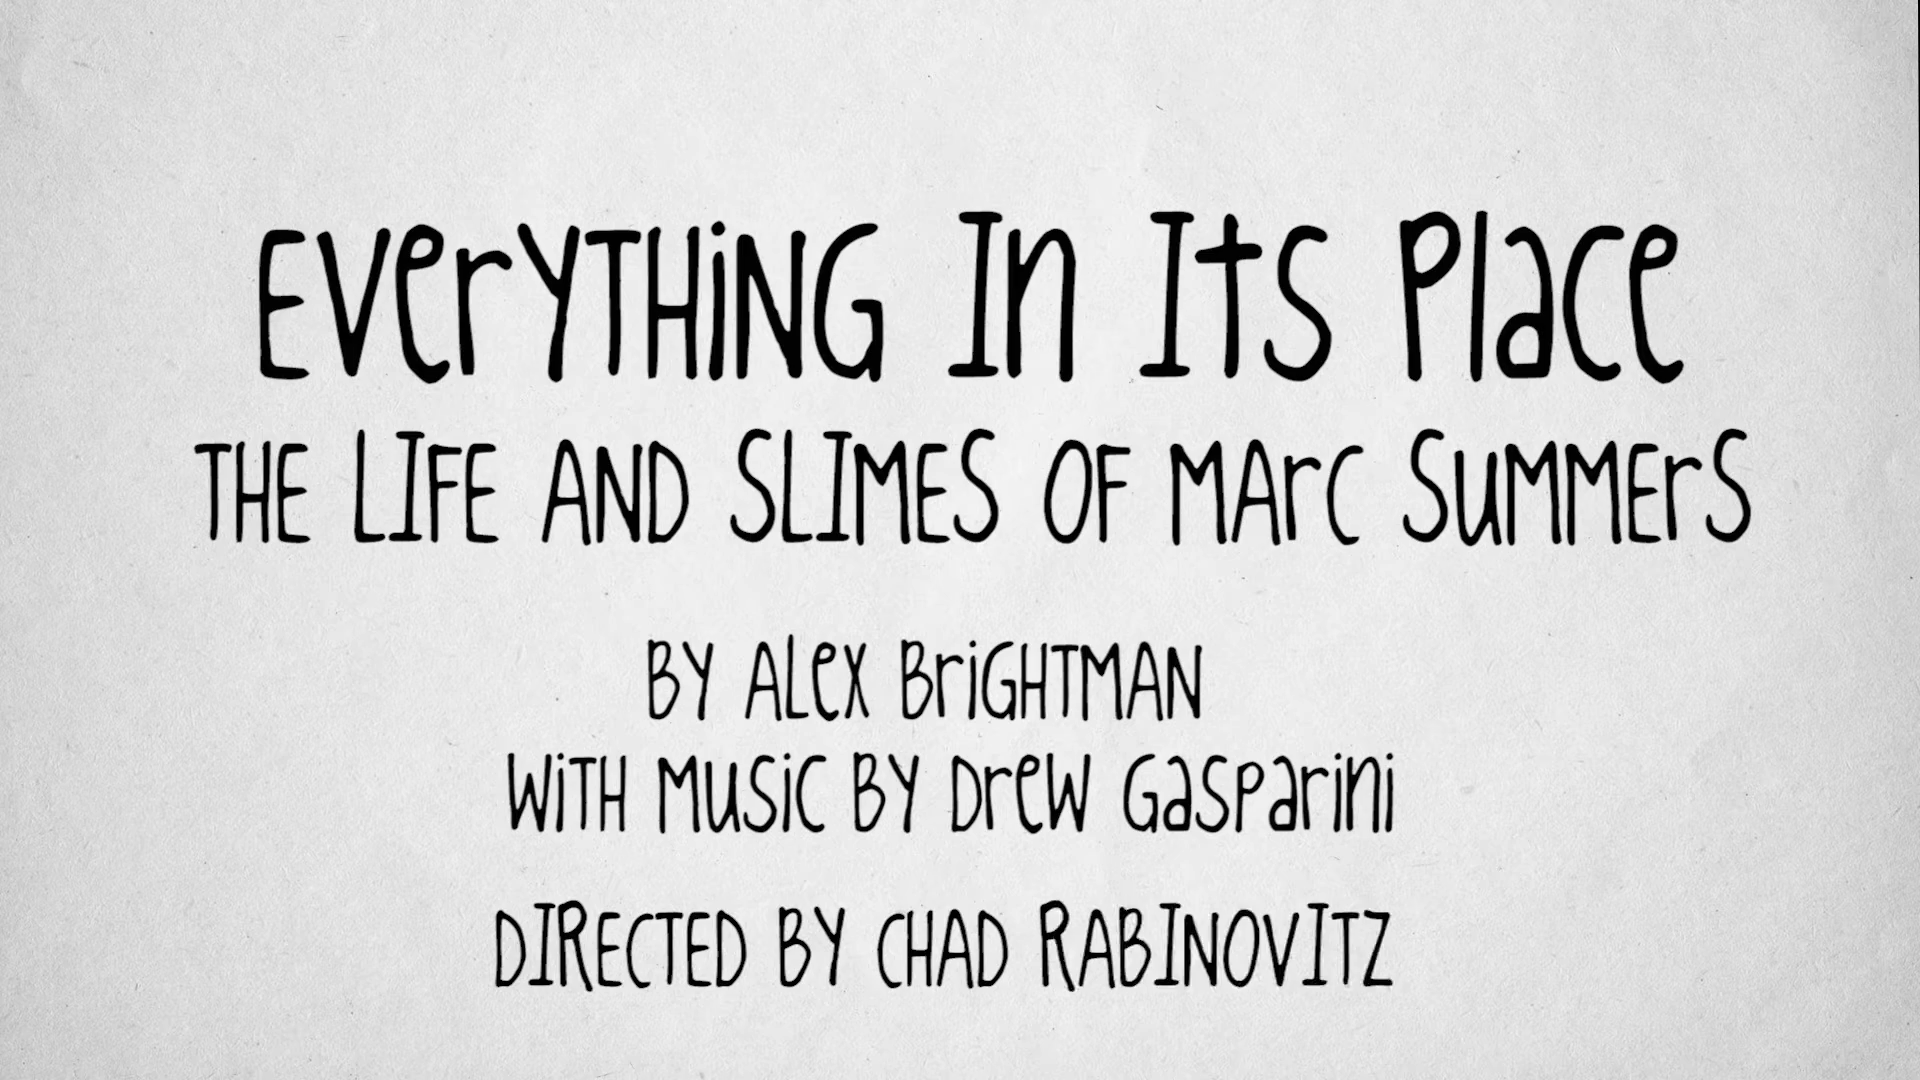 EVerYTHiNG In Its Place
THE LIFE AND SLIMES OF MArC SuMMErS
BY ALeX BriGHTMAN
WiTH MuSiC BY DreW Gasparini
DIRECTED BY CHAD RABINOVITZ